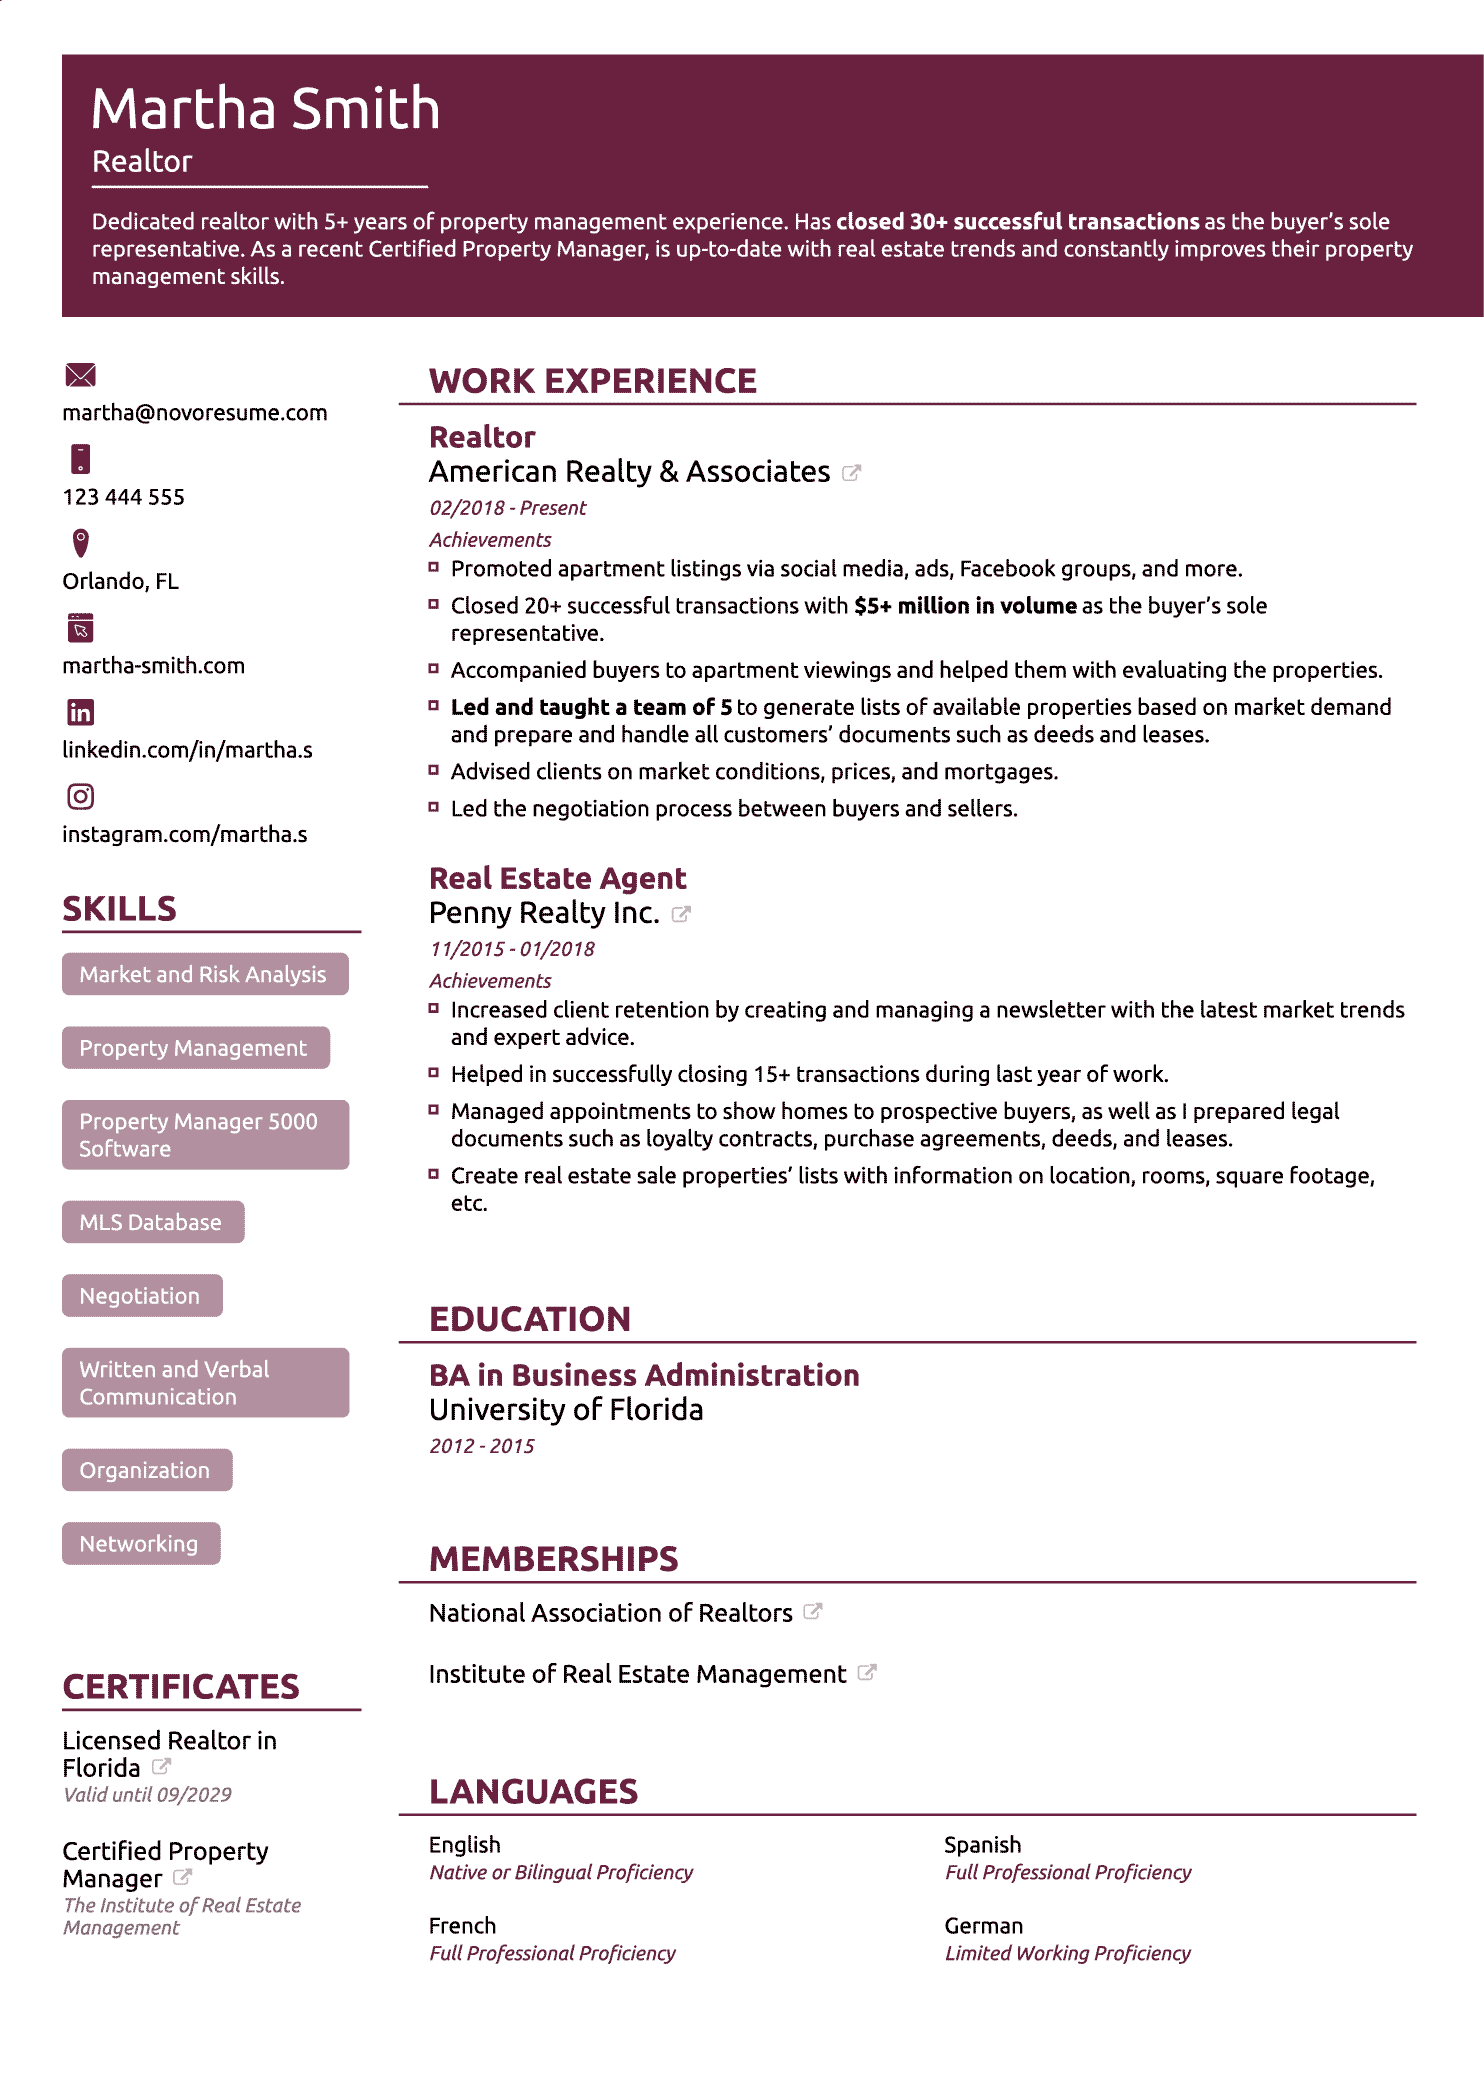 Martha Smith
Realtor
Dedicated realtor with 5+ years of property management experience. Has closed 30+ successful transactions as the buyer’s sole
representative. As a recent Certified Property Manager, is up-to-date with real estate trends and constantly improves their property
management skills.
martha@novoresume.com
123 444 555
Orlando, FL
martha-smith.com
linkedin.com/in/martha.s
instagram.com/martha.s
SKILLS
Market and Risk Analysis
Property Management
Property Manager 5000
Software
MLS Database
Negotiation
Written and Verbal
Communication
Organization
Networking
CERTIFICATES
Licensed Realtor in
Florida
Valid until 09/2029
Certified Property
Manager
The Institute of Real Estate
Management
WORK EXPERIENCE
Realtor
American Realty & Associates
02/2018 - Present
Achievements
Promoted apartment listings via social media, ads, Facebook groups, and more.
Closed 20+ successful transactions with $5+ million in volume as the buyer’s sole
representative.
Accompanied buyers to apartment viewings and helped them with evaluating the properties.
Led and taught a team of 5 to generate lists of available properties based on market demand
and prepare and handle all customers’ documents such as deeds and leases.
Advised clients on market conditions, prices, and mortgages.
Led the negotiation process between buyers and sellers.
Real Estate Agent
Penny Realty Inc.
11/2015 - 01/2018
Achievements
Increased client retention by creating and managing a newsletter with the latest market trends
and expert advice.
Helped in successfully closing 15+ transactions during last year of work.
Managed appointments to show homes to prospective buyers, as well as I prepared legal
documents such as loyalty contracts, purchase agreements, deeds, and leases.
Create real estate sale properties’ lists with information on location, rooms, square footage,
etc.
EDUCATION
BA in Business Administration
University of Florida
2012 - 2015
MEMBERSHIPS
National Association of Realtors
Institute of Real Estate Management
LANGUAGES
English
Native or Bilingual Proficiency
Spanish
Full Professional Proficiency
French
Full Professional Proficiency
German
Limited Working Proficiency